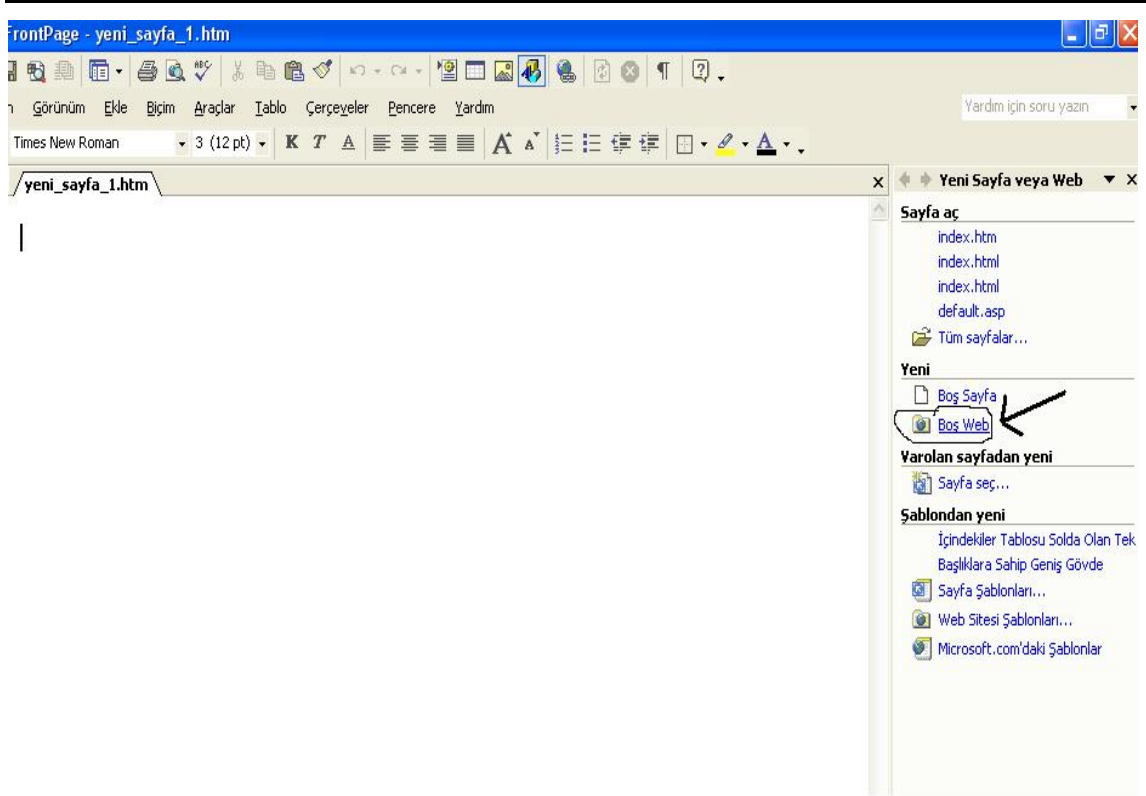 FrontPage - yeni_sayfa_1.htm
Görünüm Ekle Biçim Araçlar Tablo Çerçeveler Pencere Yardım Yardım için soru yazın
Times New Roman 3 (12 pt) K T A
yeni_sayfa_1.htm
Yeni Sayfa veya Web
Sayfa aç
index.htm
index.html
index.html
default.asp
Tüm sayfalar...
Yeni
Boş Sayfa
Boş Web
Varolan sayfadan yeni
Sayfa seç...
Şablondan yeni
İçindekiler Tablosu Solda Olan Tek
Başlıklara Sahip Geniş Gövde
Sayfa Şablonları...
Web Sitesi Şablonları...
Microsoft.com'daki Şablonlar